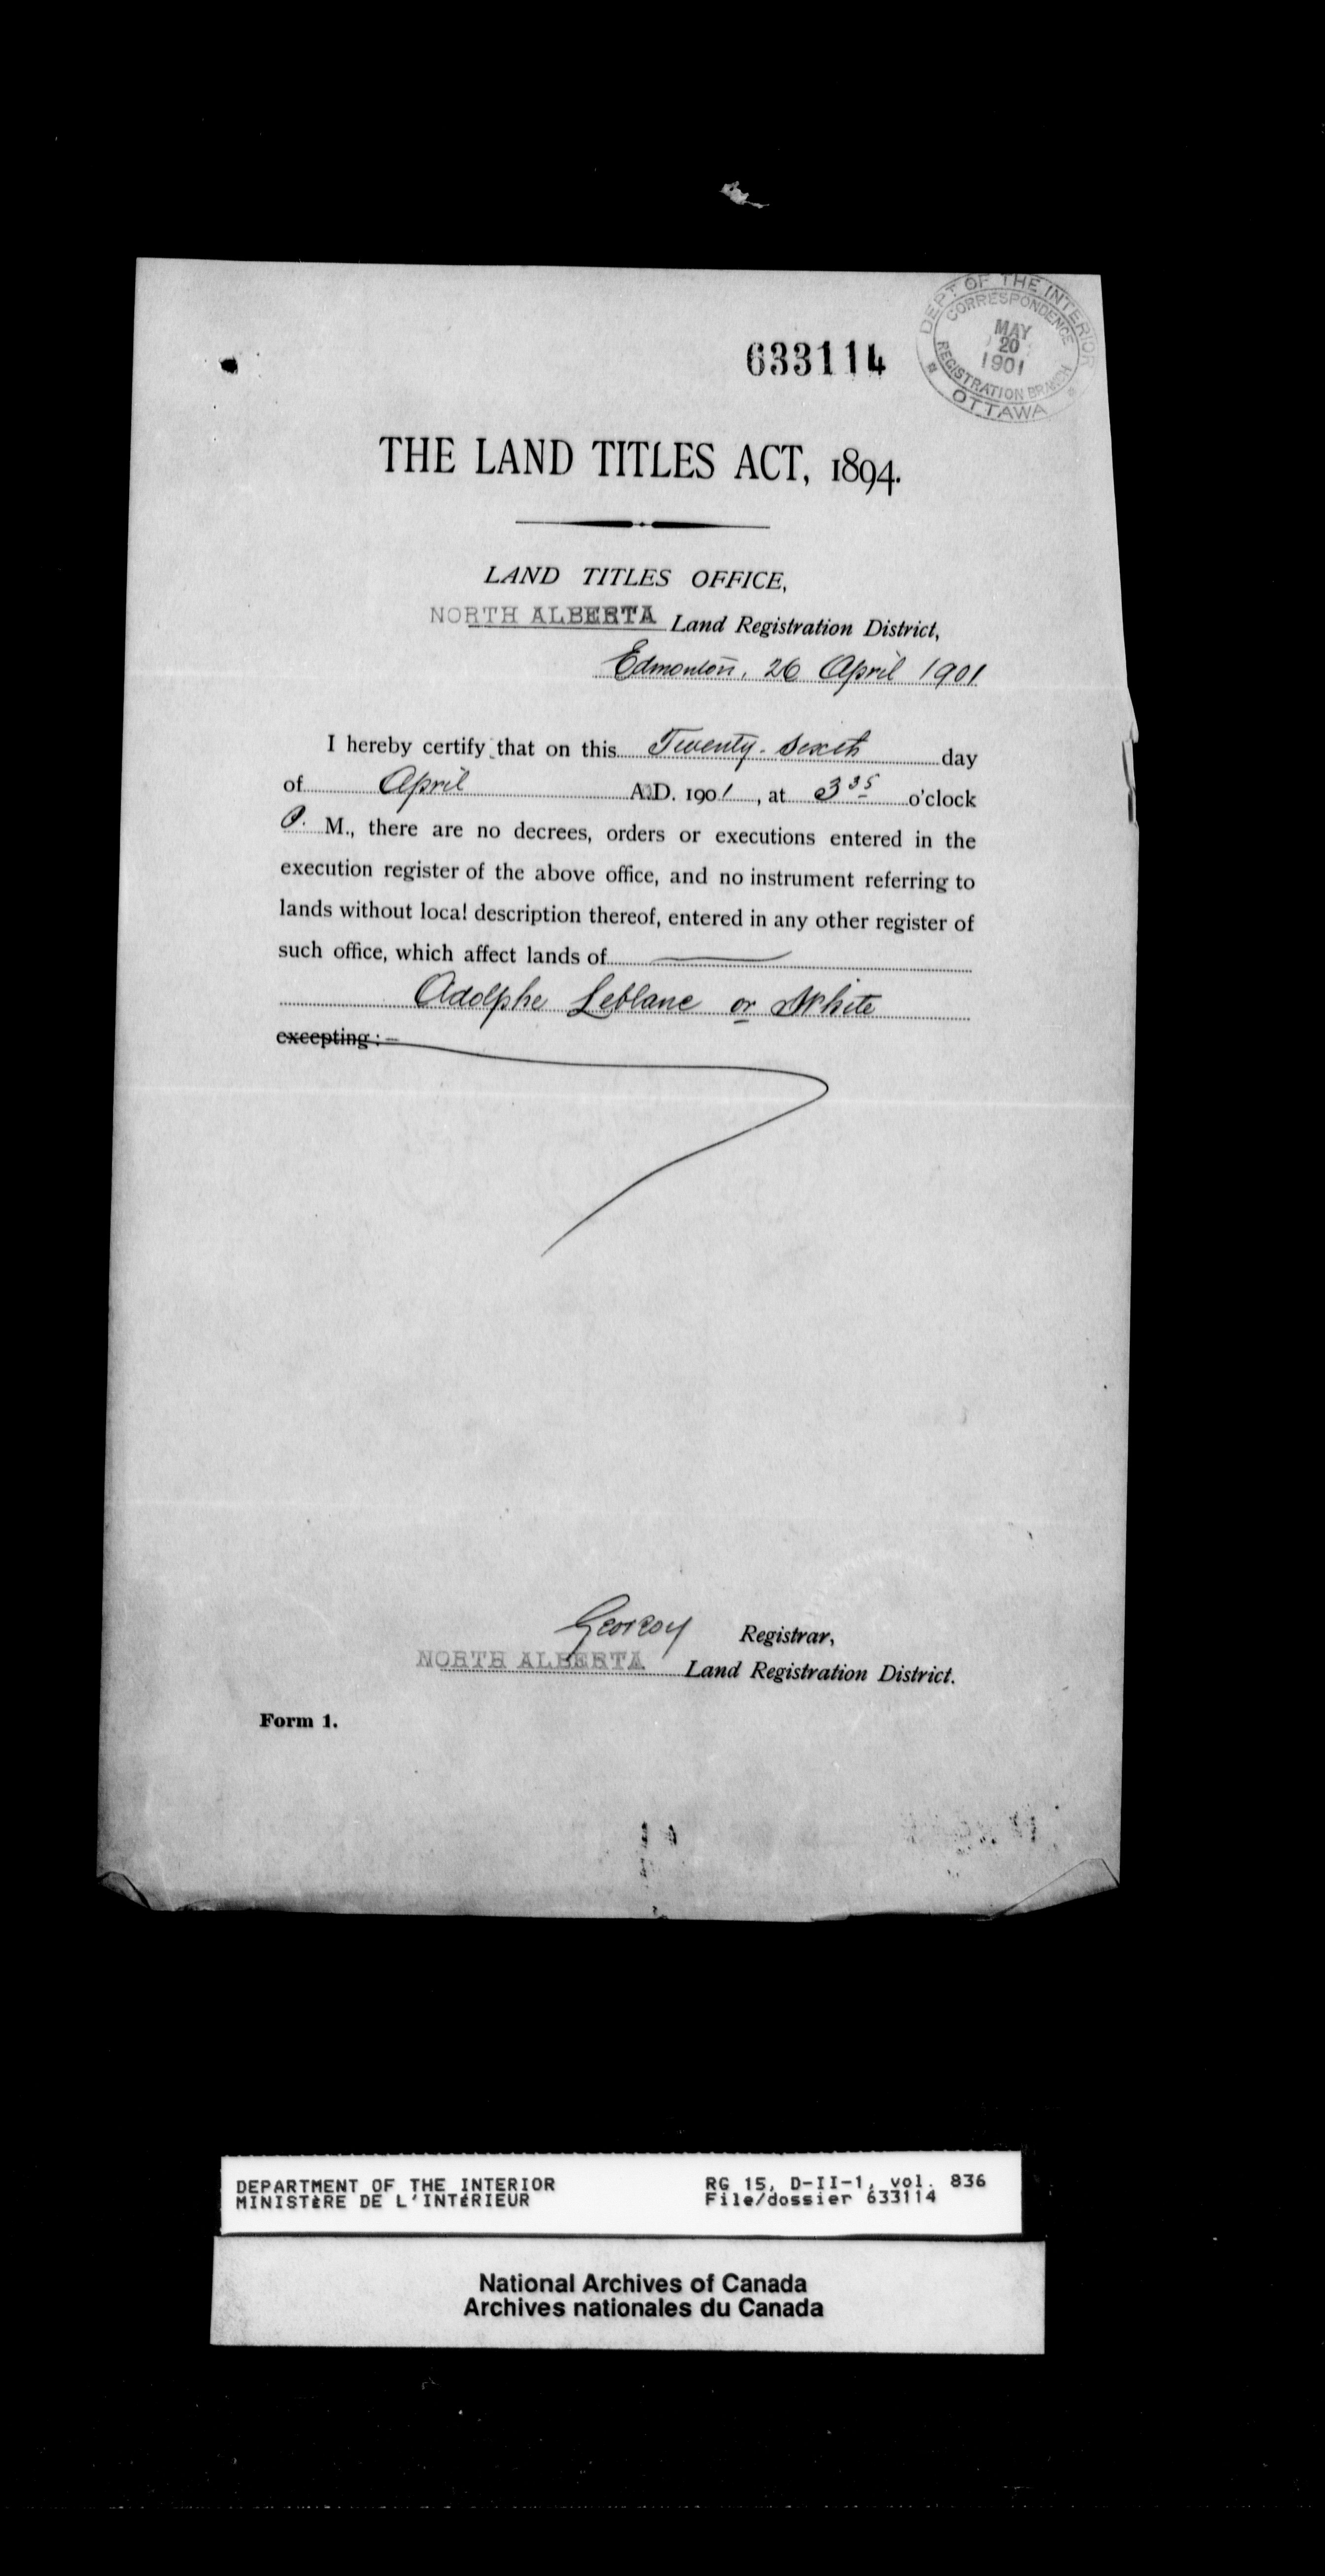 DEPT OF THE INTERIOR
CORRESPONDENCE
MAY
20
1901
REGISTRATION BRANCH
OTTAWA
633114
THE LAND TITLES ACT, 1894.
LAND TITLES OFFICE,
NORTH ALBERTA Land Registration District,
Edmonton, 26 April 1901
I hereby certify that on this Twenty-Sixth day
of April A.D. 1901, at 3 35 o'clock
P. M., there are no decrees, orders or executions entered in the
execution register of the above office, and no instrument referring to
lands without local description thereof, entered in any other register of
such office, which affect lands of
Adolphe Leblanc or White
excepting:—
Geo Roy Registrar,
NORTH ALBERTA Land Registration District.
Form 1.
DEPARTMENT OF THE INTERIOR RG 15, D-II-1, vol. 836
MINISTÈRE DE L'INTÉRIEUR File/dossier 633114
National Archives of Canada
Archives nationales du Canada